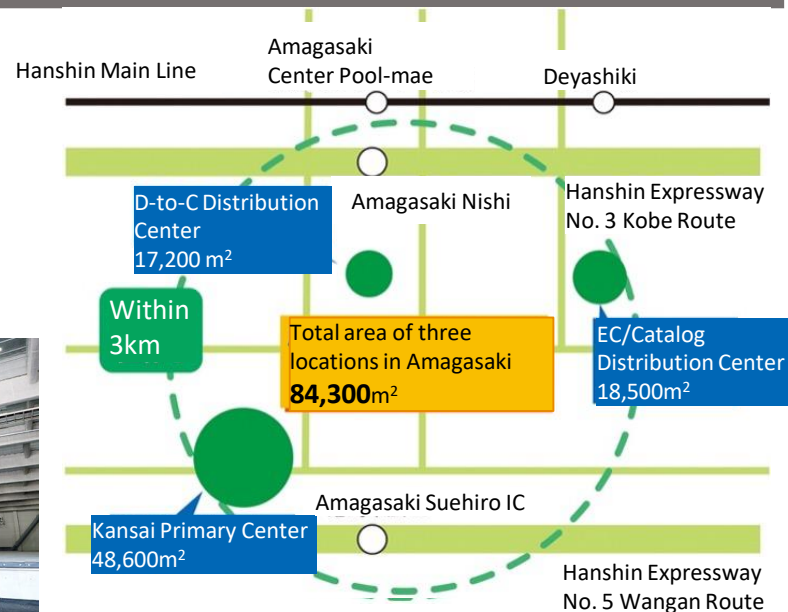 Hanshin Main Line
Amagasaki
Center Pool-mae
Deyashiki
D-to-C Distribution
Center
17,200 m²
Amagasaki Nishi
Hanshin Expressway
No. 3 Kobe Route
Within
3km
Total area of three
locations in Amagasaki
84,300m²
EC/Catalog
Distribution Center
18,500m²
Kansai Primary Center
48,600m²
Amagasaki Suehiro IC
Hanshin Expressway
No. 5 Wangan Route